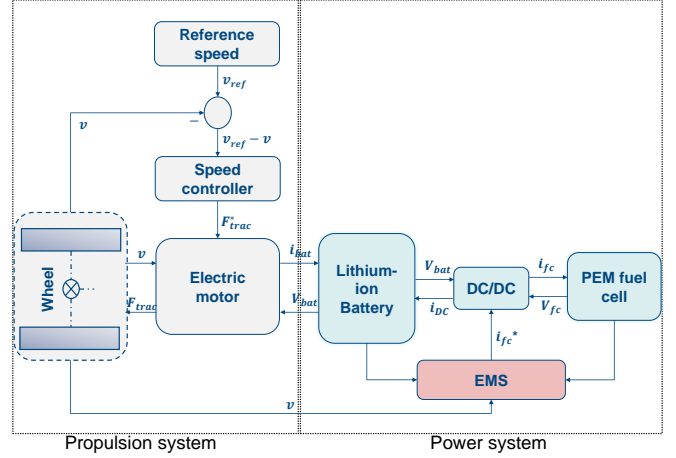 Reference
speed
v_ref
v
−
v_ref − v
Speed
controller
F*_trac
v
Electric
motor
F_trac
Wheel
i_bat
V_bat
Lithium-
ion
Battery
V_bat
i_DC
DC/DC
i_fc
V_fc
PEM fuel
cell
i_fc*
EMS
v
Propulsion system
Power system